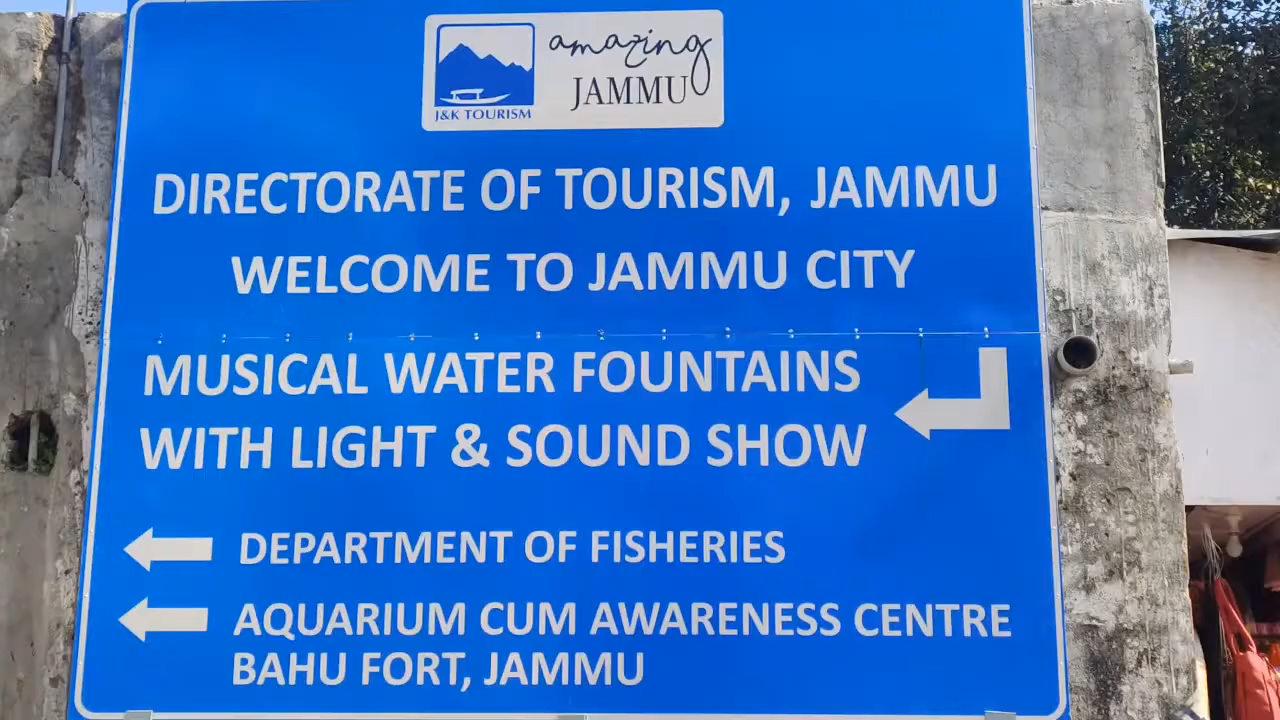 amazing
JAMMU
J&K TOURISM
DIRECTORATE OF TOURISM, JAMMU
WELCOME TO JAMMU CITY
MUSICAL WATER FOUNTAINS
WITH LIGHT & SOUND SHOW
DEPARTMENT OF FISHERIES
AQUARIUM CUM AWARENESS CENTRE
BAHU FORT, JAMMU